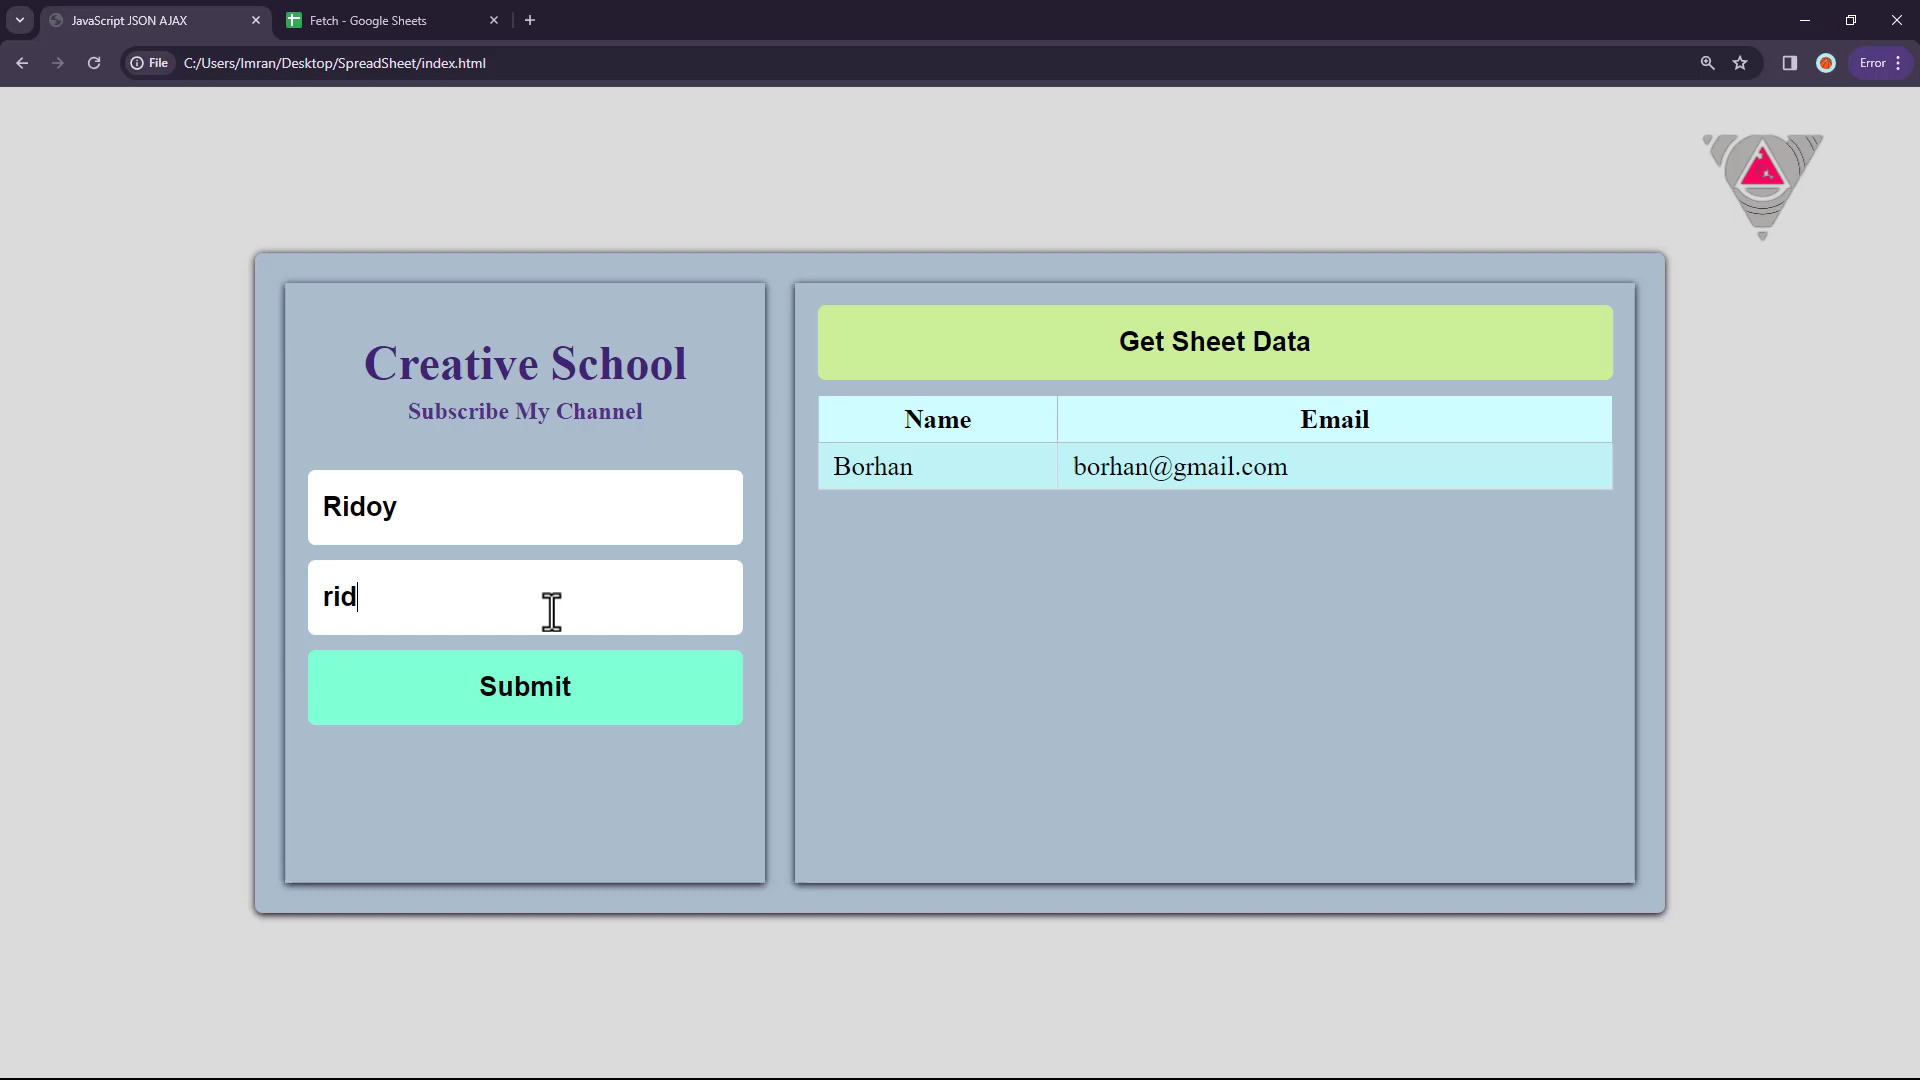 JavaScript JSON AJAX
Fetch - Google Sheets
File
C:/Users/Imran/Desktop/SpreadSheet/index.html
Error
Creative School
Subscribe My Channel
Ridoy
rid
Submit
Get Sheet Data
Name Email
Borhan borhan@gmail.com